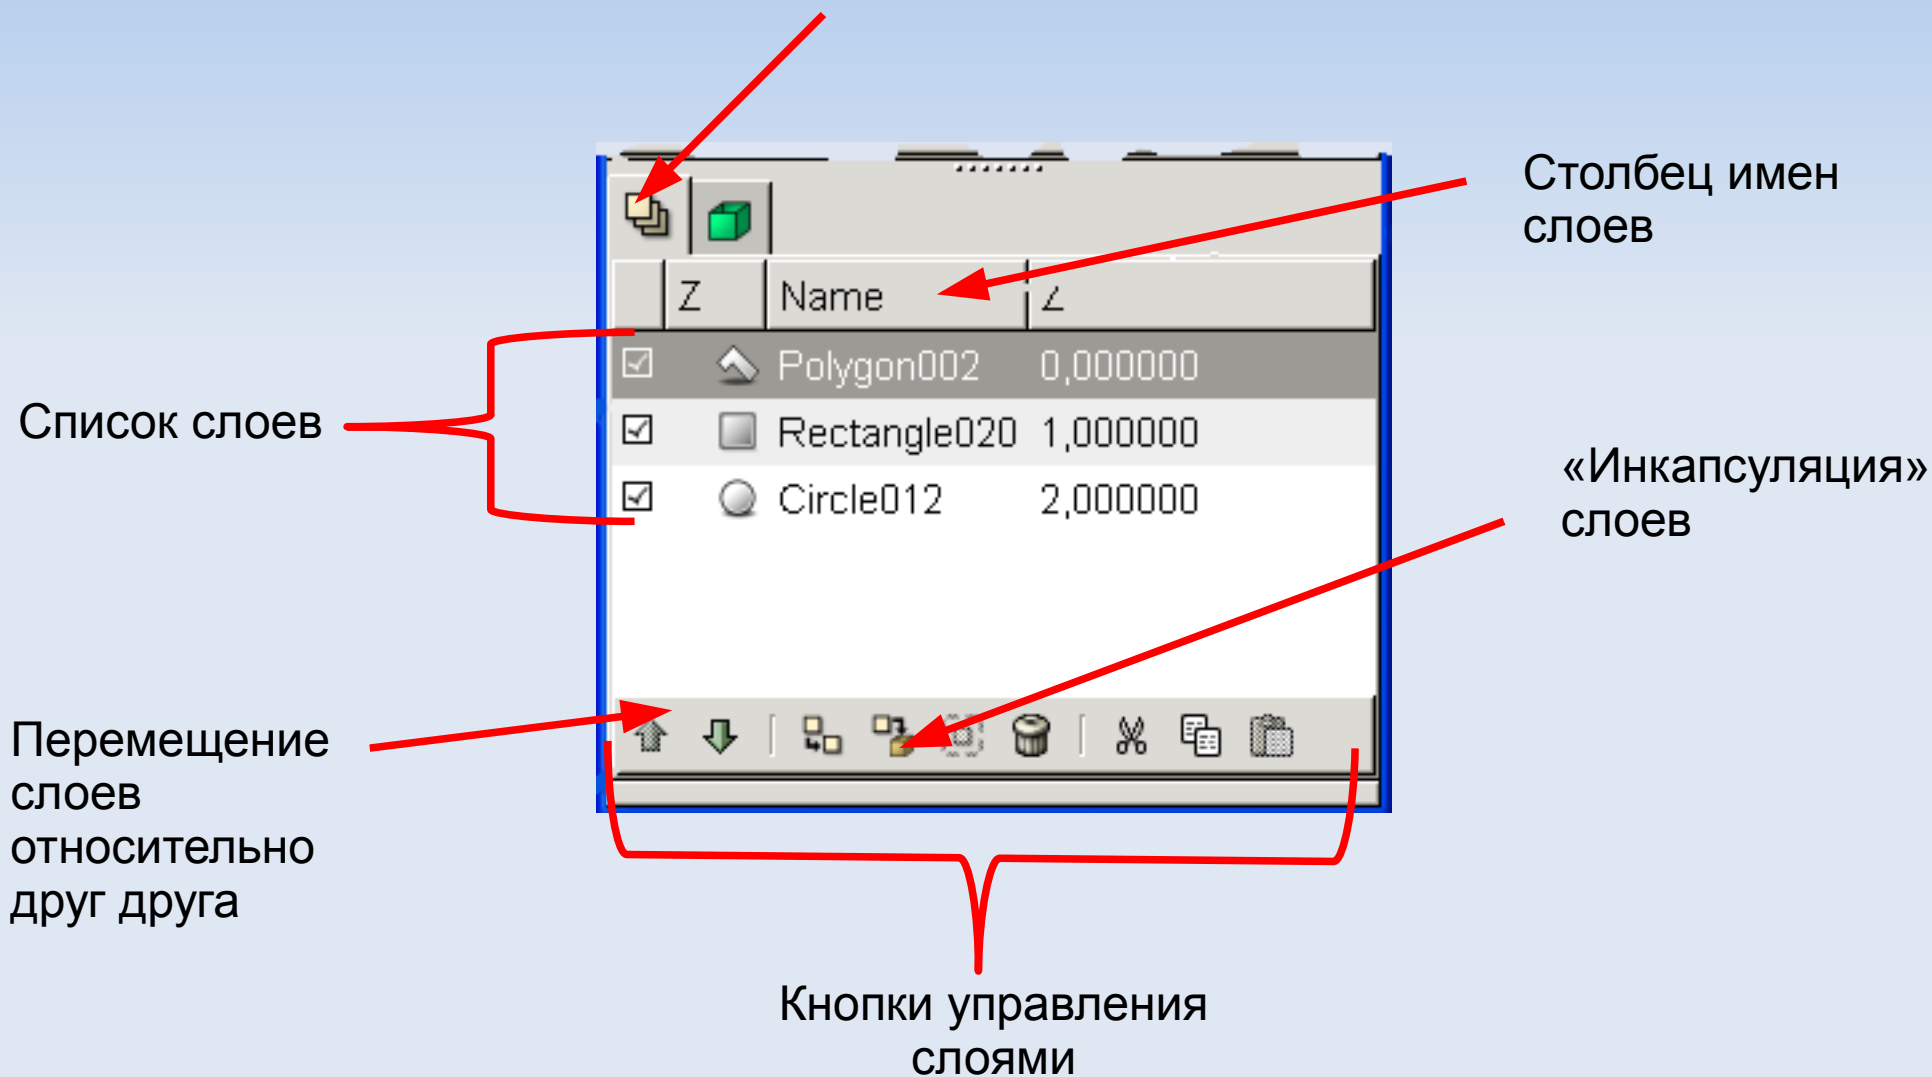 Столбец имен
слоев
Z Name Z
Список слоев
Polygon002 0,000000
Rectangle020 1,000000
Circle012 2,000000
«Инкапсуляция»
слоев
Перемещение
слоев
относительно
друг друга
Кнопки управления
слоями